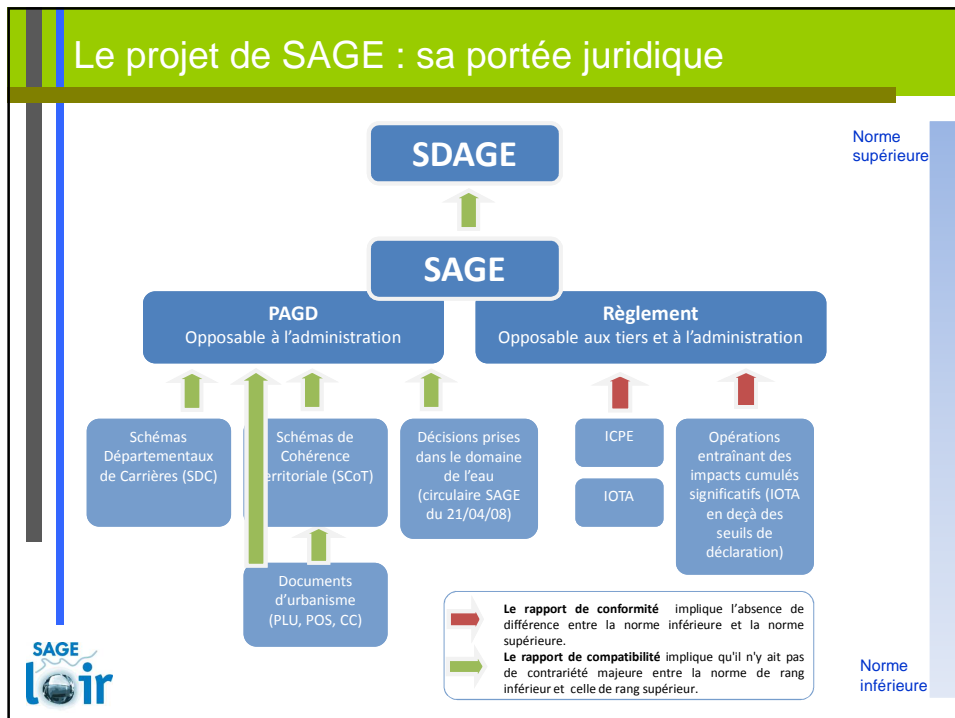 Le projet de SAGE : sa portée juridique
Norme
supérieure
SDAGE
SAGE
PAGD
Opposable à l'administration
Règlement
Opposable aux tiers et à l'administration
Schémas
Départementaux
de Carrières (SDC)
Schémas de
Cohérence
erritoriale (SCoT)
Décisions prises
dans le domaine
de l'eau
(circulaire SAGE
du 21/04/08)
ICPE
IOTA
Opérations
entraînant des
impacts cumulés
significatifs (IOTA
en deçà des
seuils de
déclaration)
Documents
d'urbanisme
(PLU, POS, CC)
Le rapport de conformité implique l'absence de
différence entre la norme inférieure et la norme
supérieure.
Le rapport de compatibilité implique qu'il n'y ait pas
de contrariété majeure entre la norme de rang
inférieur et celle de rang supérieur.
SAGE
loir
Norme
inférieure